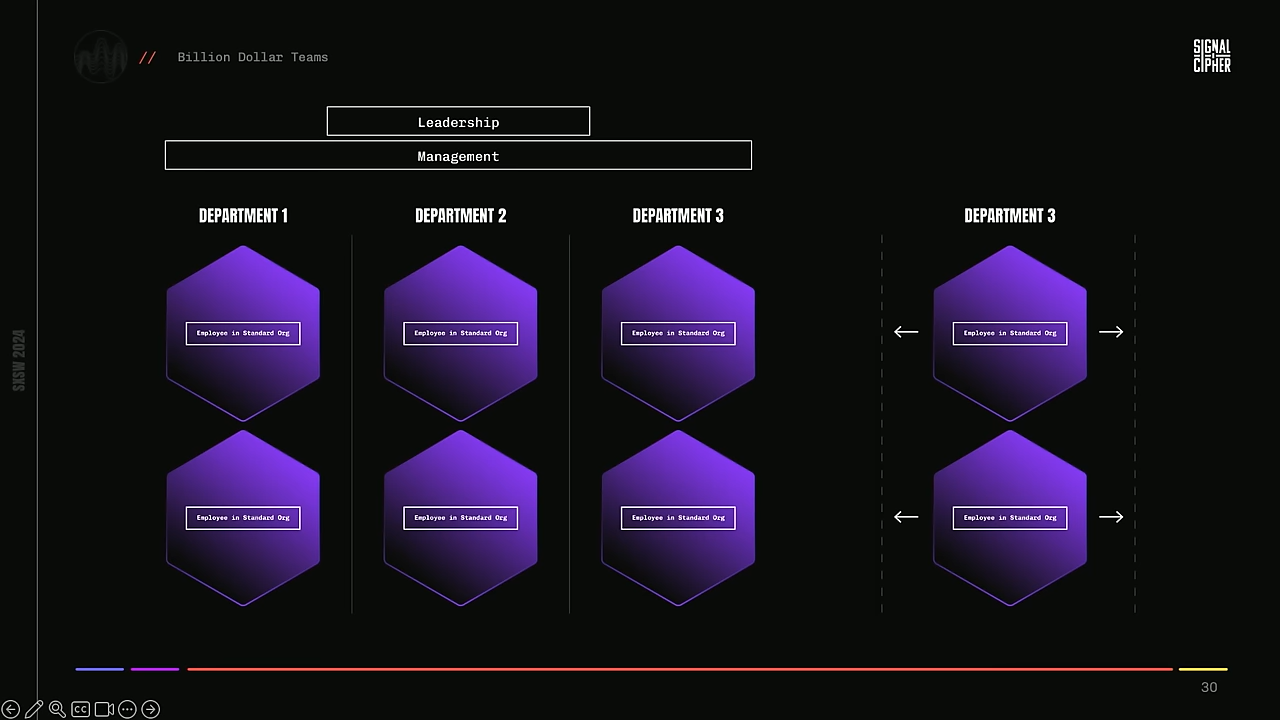 // Billion Dollar Teams
SIGNAL
CIPHER
Leadership
Management
DEPARTMENT 1
DEPARTMENT 2
DEPARTMENT 3
DEPARTMENT 3
Employee in Standard Org
Employee in Standard Org
Employee in Standard Org
Employee in Standard Org
SXSW 2024
Employee in Standard Org
Employee in Standard Org
Employee in Standard Org
Employee in Standard Org
30
CC